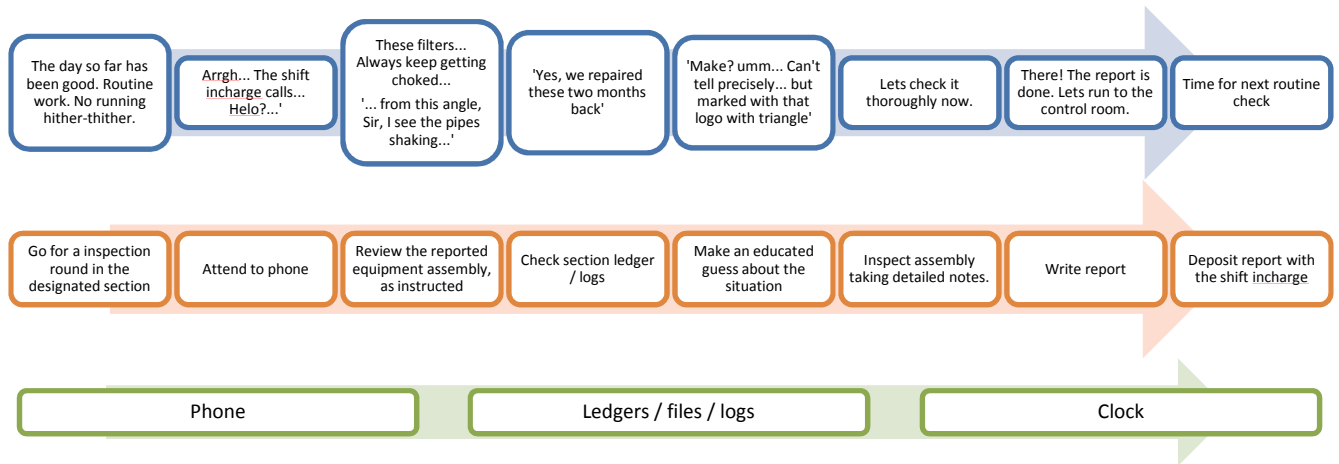 The day so far has
been good. Routine
work. No running
hither-thither.
Arrgh... The shift
incharge calls...
Helo?...'
These filters...
Always keep getting
choked...
'... from this angle,
Sir, I see the pipes
shaking...'
'Yes, we repaired
these two months
back'
'Make? umm... Can't
tell precisely... but
marked with that
logo with triangle'
Lets check it
thoroughly now.
There! The report is
done. Lets run to the
control room.
Time for next routine
check
Go for a inspection
round in the
designated section
Attend to phone
Review the reported
equipment assembly,
as instructed
Check section ledger
/ logs
Make an educated
guess about the
situation
Inspect assembly
taking detailed notes.
Write report
Deposit report with
the shift incharge
Phone
Ledgers / files / logs
Clock